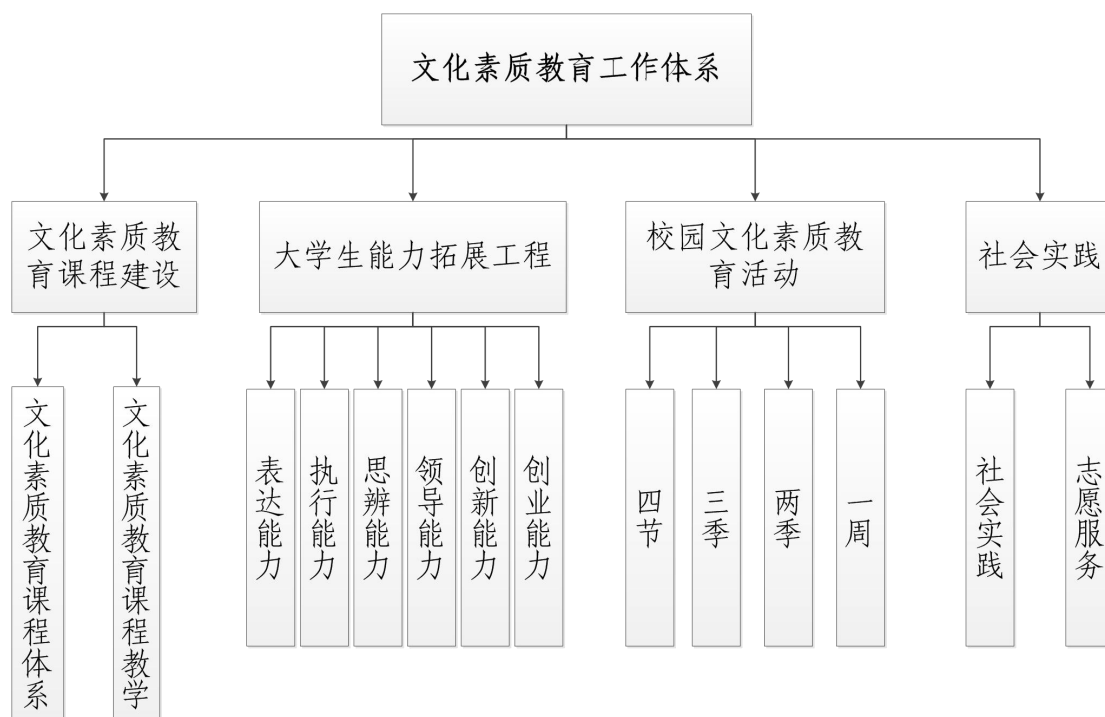 文化素质教育工作体系
文化素质教
育课程建设
大学生能力拓展工程
校园文化素质教
育活动
社会实践
文化素质教育课程体系
文化素质教育课程教学
表达能力
执行能力
思辨能力
领导能力
创新能力
创业能力
四节
三季
两季
一周
社会实践
志愿服务